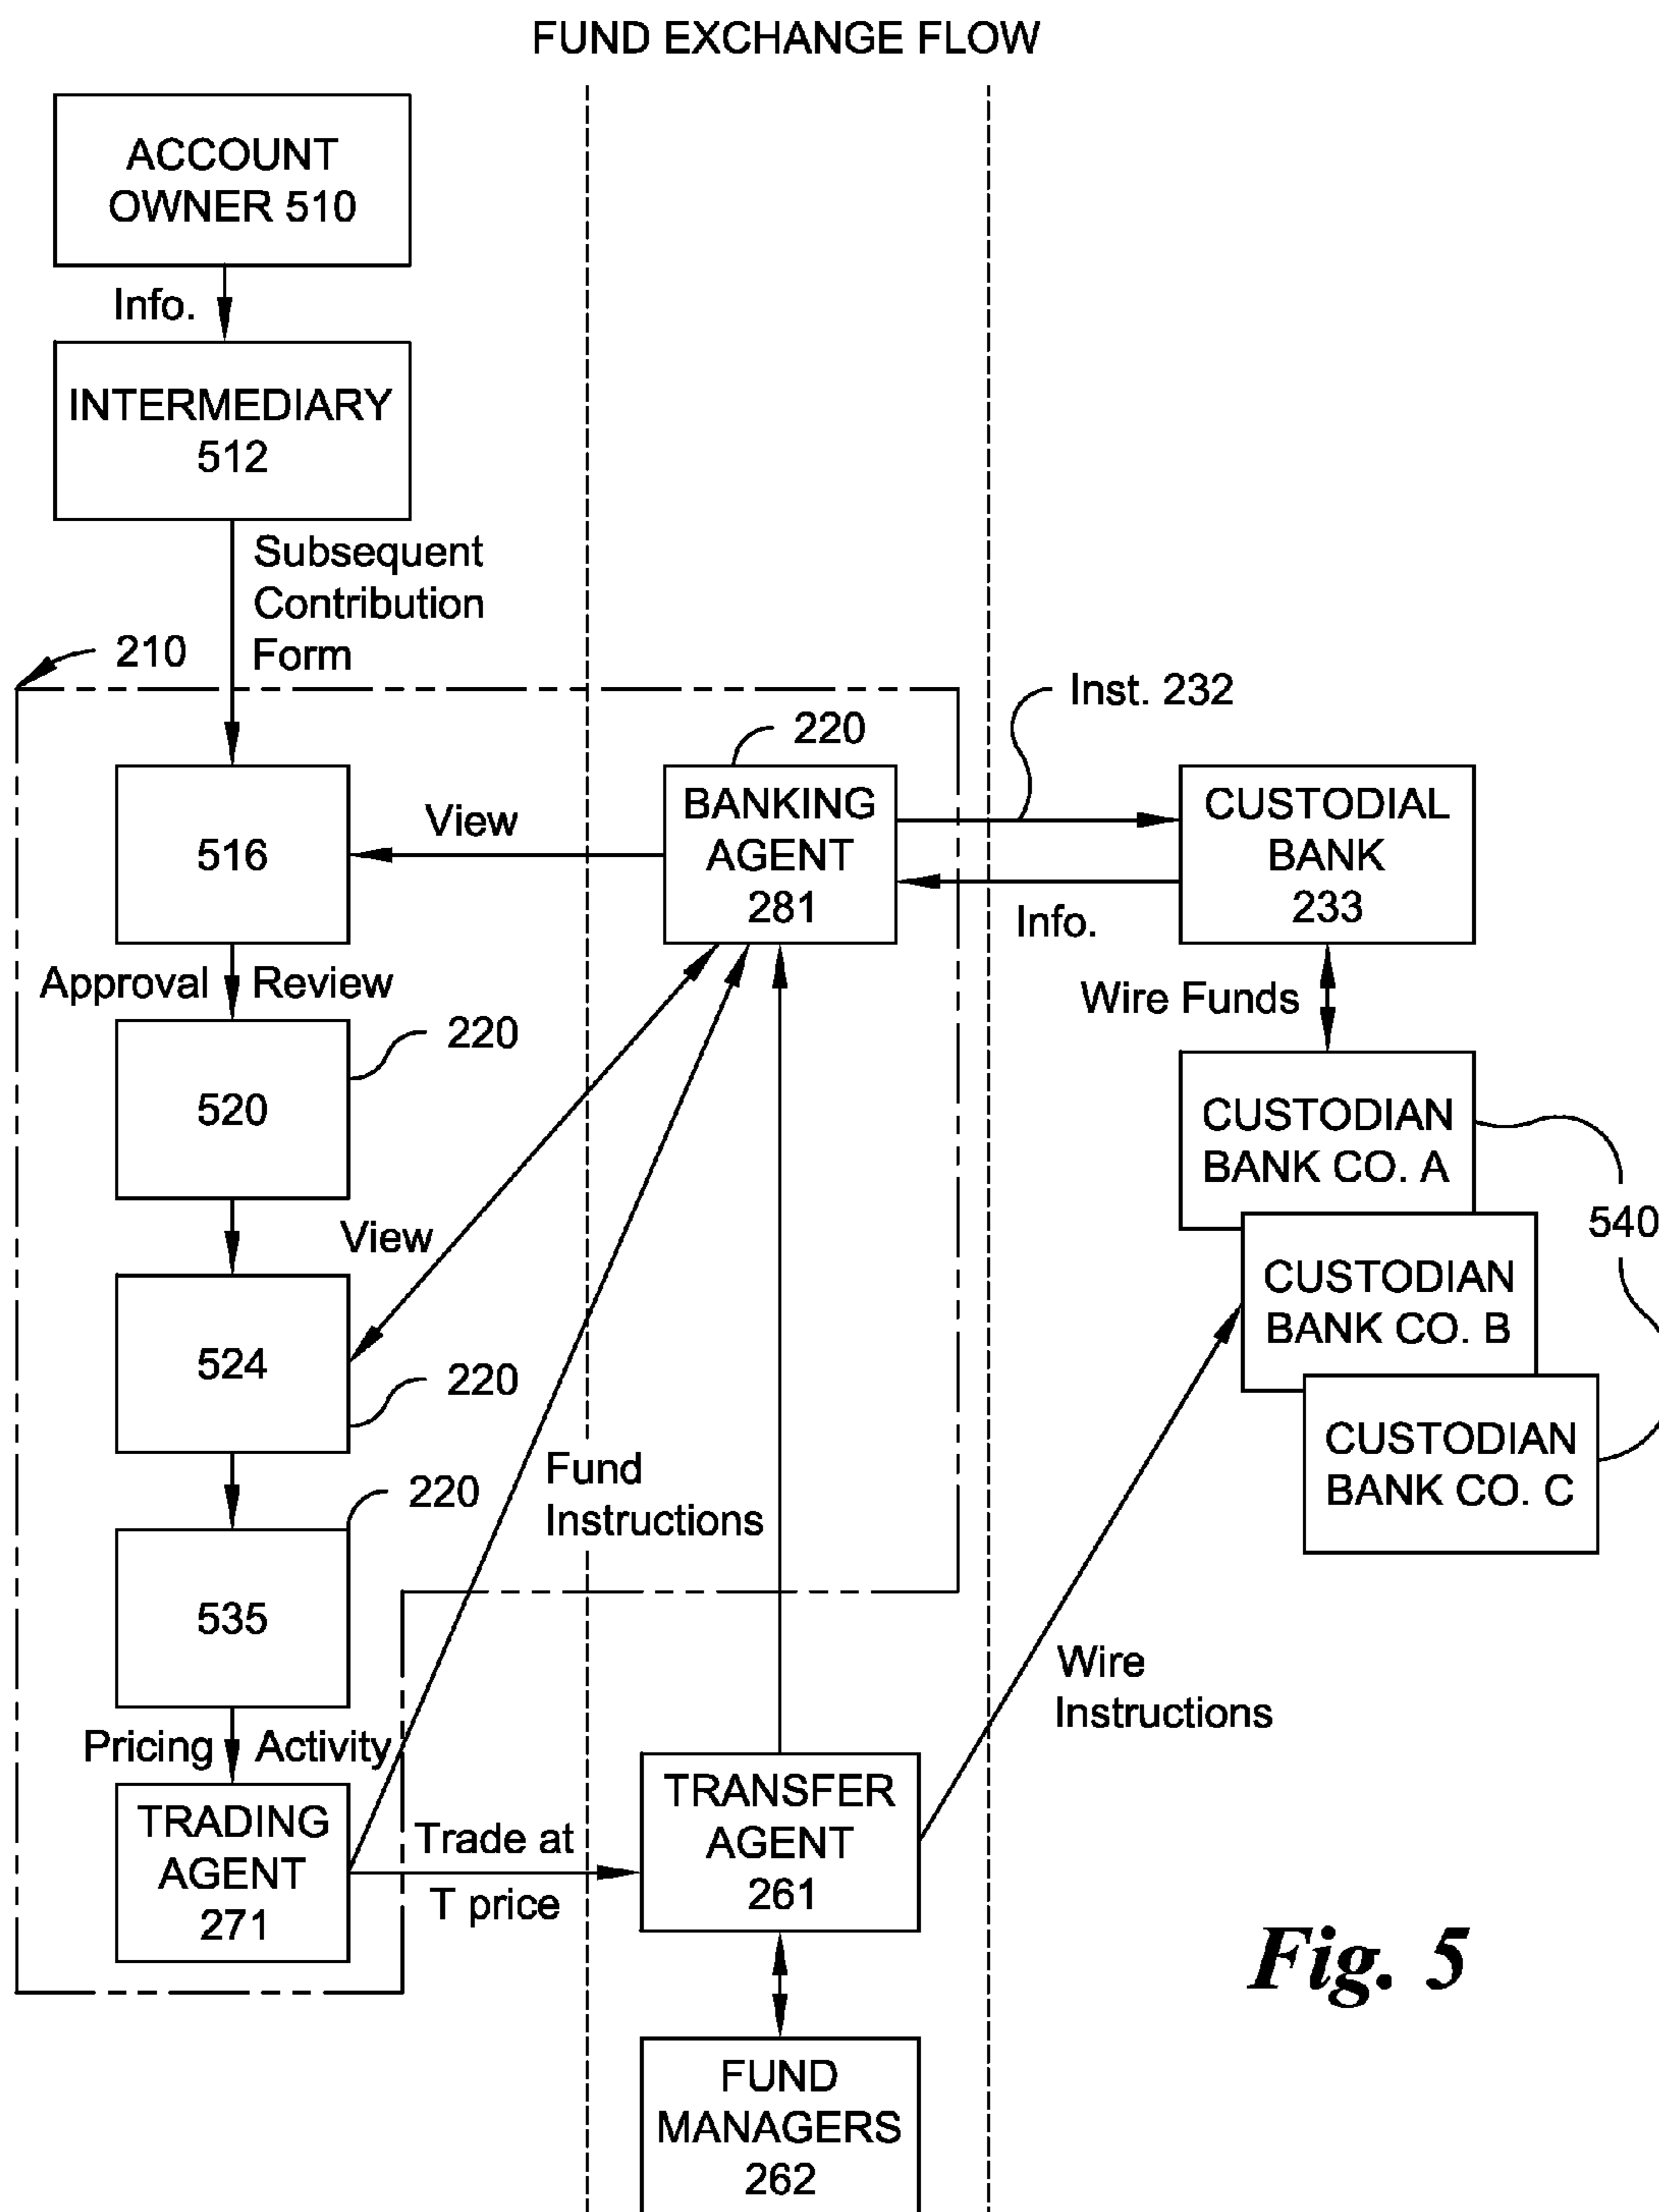 FUND EXCHANGE FLOW
ACCOUNT
OWNER 510
Info.
INTERMEDIARY
512
Subsequent
Contribution
Form
210
Inst. 232
220
516
View
BANKING
AGENT
281
CUSTODIAL
BANK
233
Info.
Approval Review
Wire Funds
520
220
CUSTODIAN
BANK CO. A
540
View
CUSTODIAN
BANK CO. B
524
220
CUSTODIAN
BANK CO. C
Fund
Instructions
220
535
Wire
Instructions
Pricing Activity
TRADING
AGENT
271
Trade at
T price
TRANSFER
AGENT
261
Fig. 5
FUND
MANAGERS
262